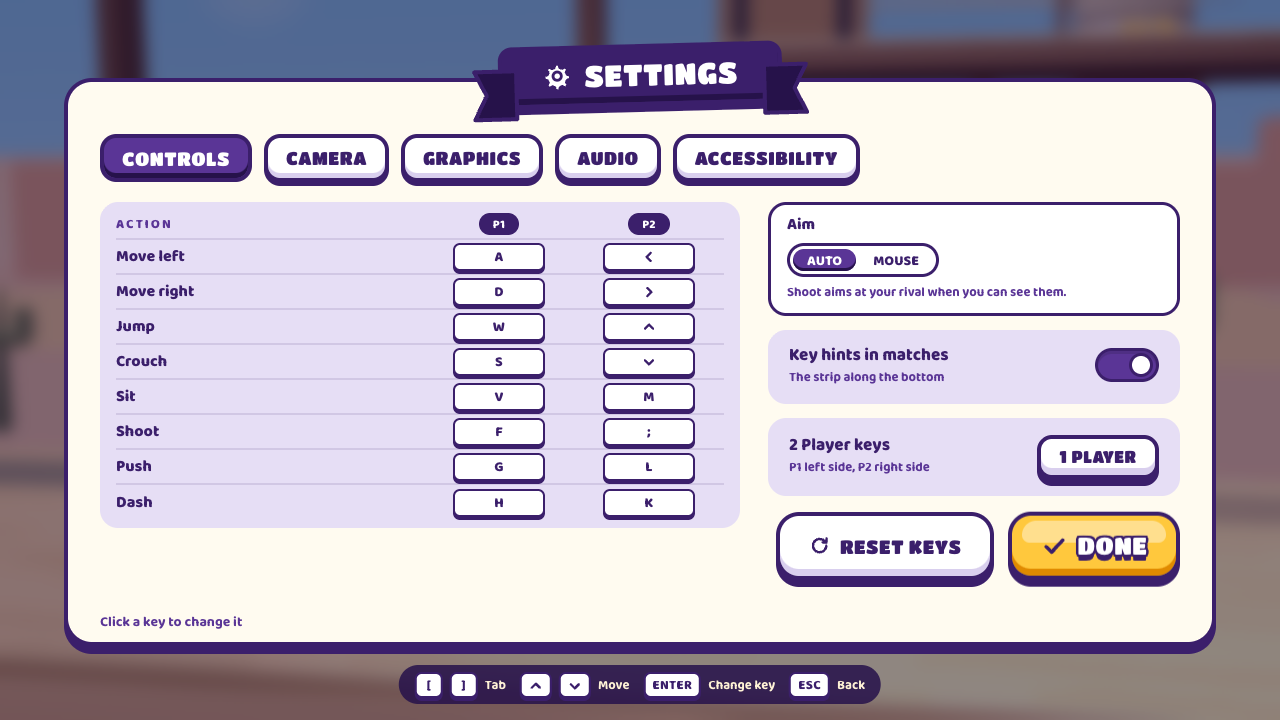 SETTINGS
CONTROLS CAMERA GRAPHICS AUDIO ACCESSIBILITY
ACTION P1 P2
Move left A <
Move right D >
Jump W ^
Crouch S ⌄
Sit V M
Shoot F ;
Push G L
Dash H K
Aim
AUTO MOUSE
Shoot aims at your rival when you can see them.
Key hints in matches
The strip along the bottom
2 Player keys
P1 left side, P2 right side
1 PLAYER
RESET KEYS
DONE
Click a key to change it
[ ] Tab ^ ⌄ Move ENTER Change key ESC Back